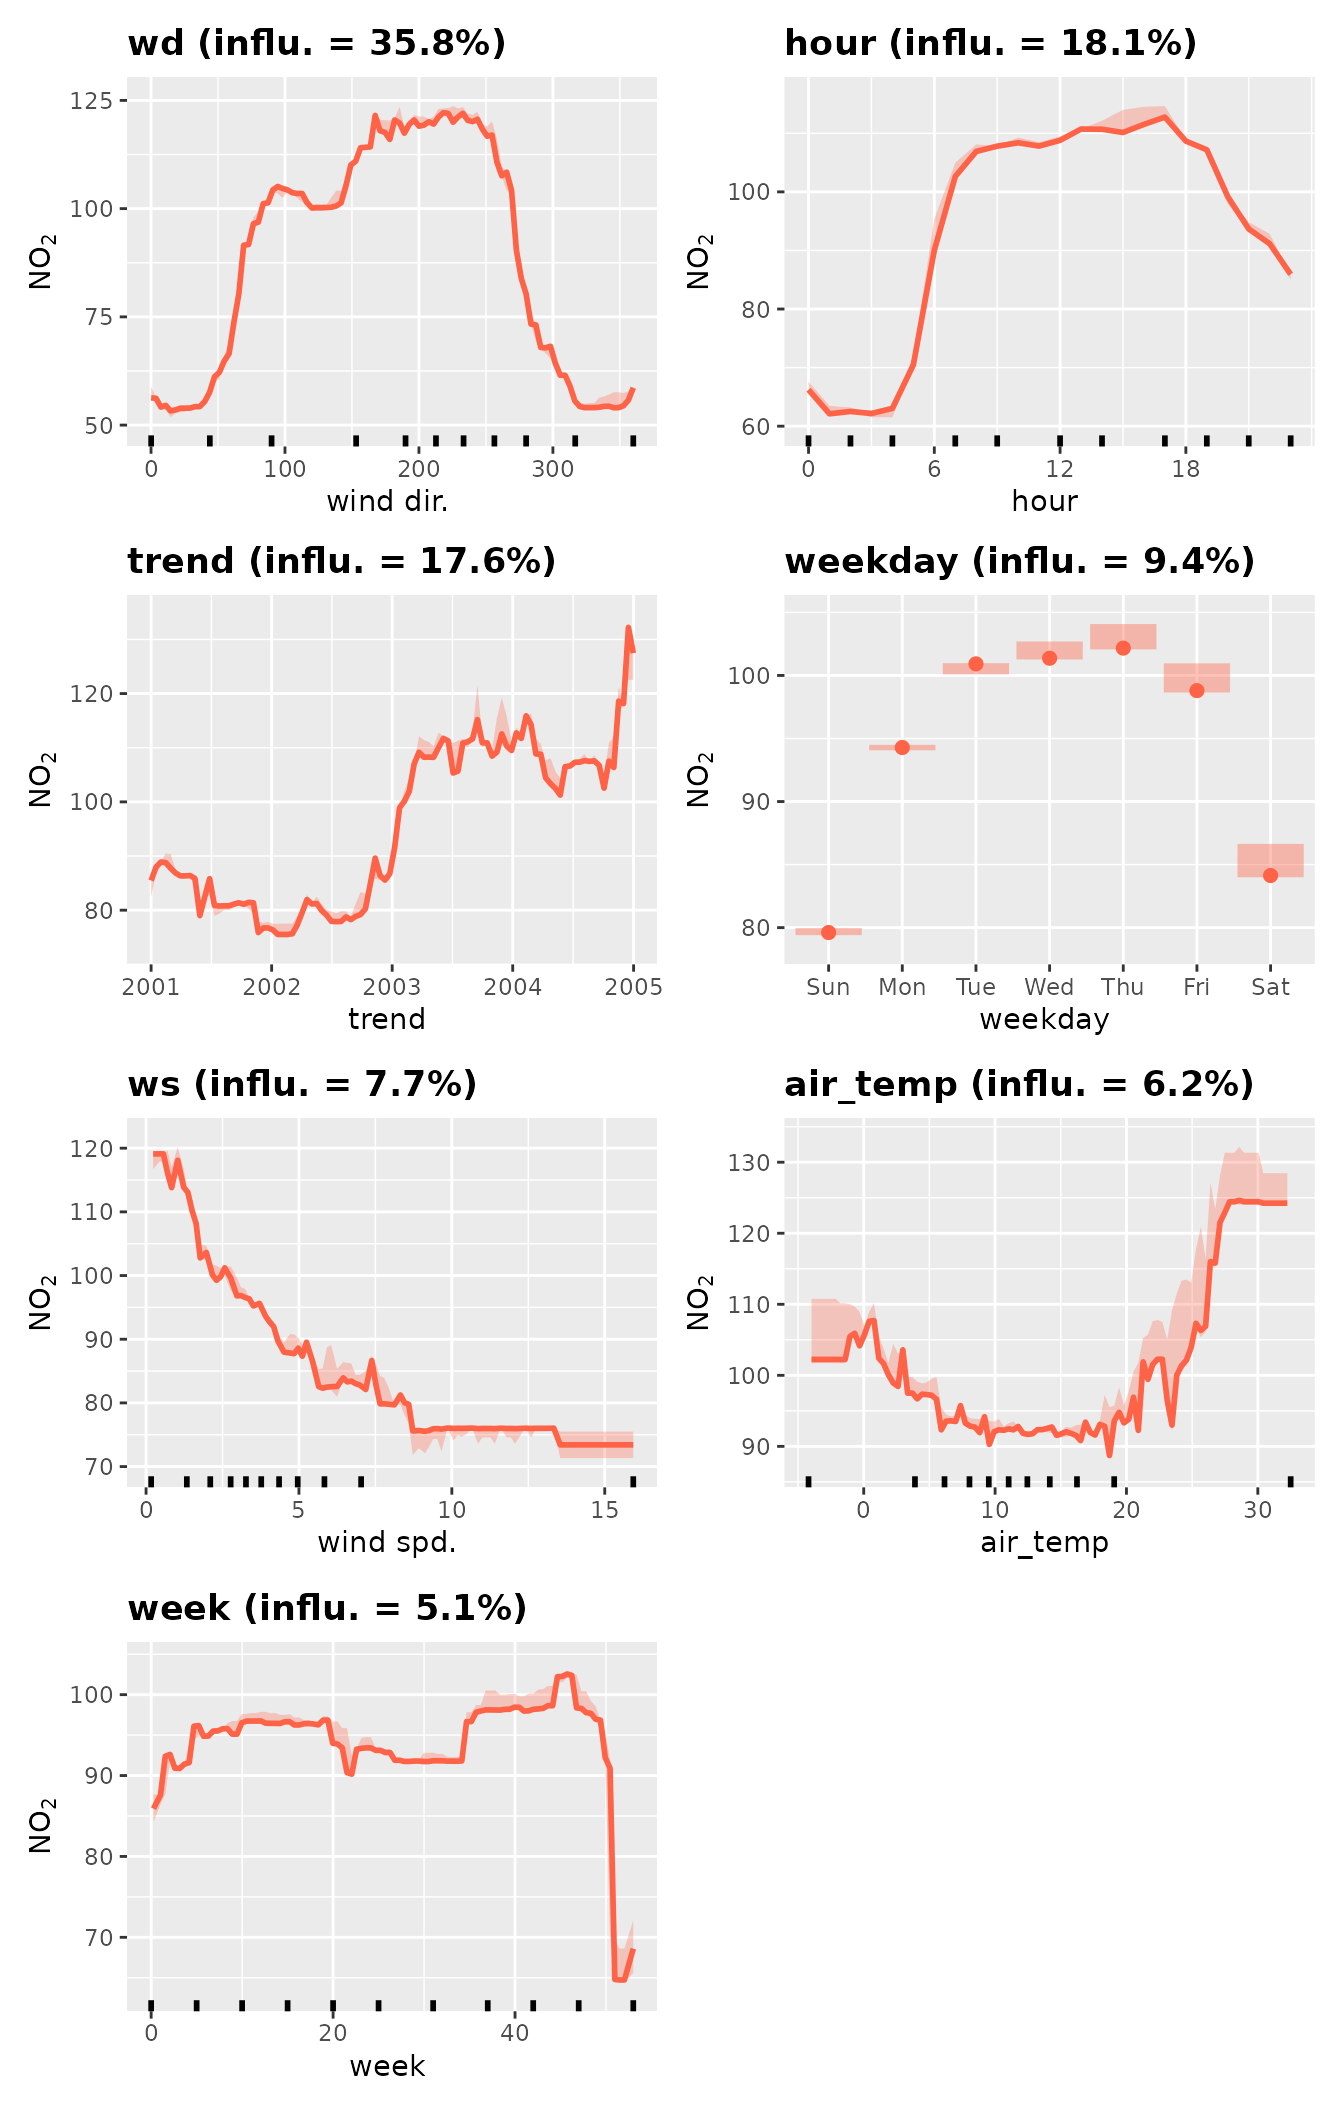 wd (influ. = 35.8%)
NO2
125
100
75
50
0 100 200 300
wind dir.
hour (influ. = 18.1%)
NO2
100
80
60
0 6 12 18
hour
trend (influ. = 17.6%)
NO2
120
100
80
2001 2002 2003 2004 2005
trend
weekday (influ. = 9.4%)
NO2
100
90
80
Sun Mon Tue Wed Thu Fri Sat
weekday
ws (influ. = 7.7%)
NO2
120
110
100
90
80
70
0 5 10 15
wind spd.
air_temp (influ. = 6.2%)
NO2
130
120
110
100
90
0 10 20 30
air_temp
week (influ. = 5.1%)
NO2
100
90
80
70
0 20 40
week